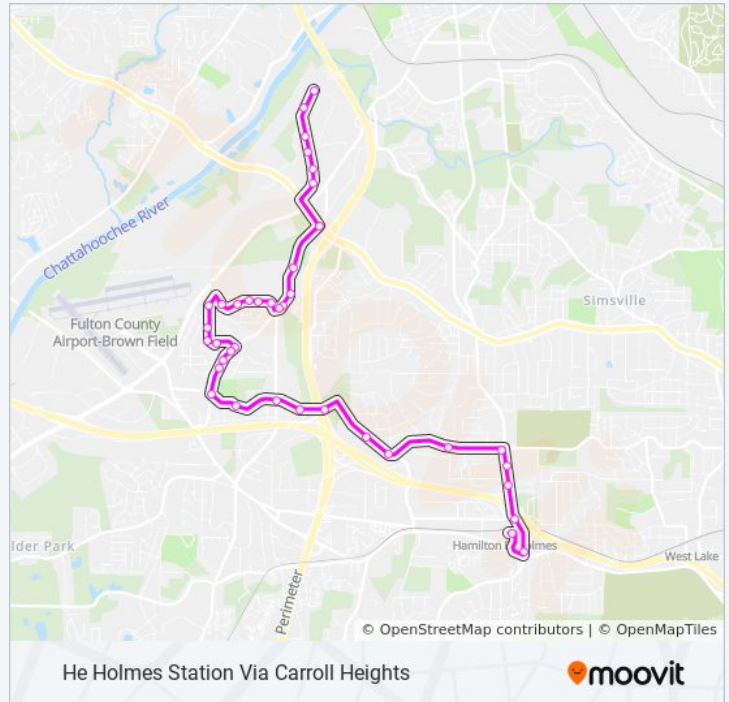 Chattahoochee River
Simsville
Fulton County
Airport-Brown Field
lder Park
Hamilton
olmes
West Lake
Perimeter
© OpenStreetMap contributors | © OpenMapTiles
He Holmes Station Via Carroll Heights
moovit